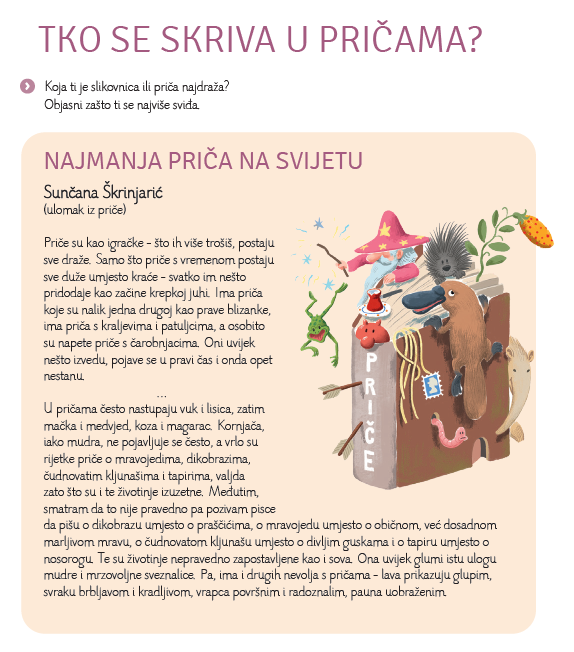 TKO SE SKRIVA U PRIČAMA?
Koja ti je slikovnica ili priča najdraža?
Objasni zašto ti se najviše sviđa.
NAJMANJA PRIČA NA SVIJETU
Sunčana Škrinjarić
(ulomak iz priče)
Priče su kao igračke - što ih više trošiš, postaju
sve draže. Samo što priče s vremenom postaju
sve duže umjesto kraće - svatko im nešto
pridodaje kao začine krepkoj juhi. Ima priča
koje su nalik jedna drugoj kao prave blizanke,
ima priča s kraljevima i patuljcima, a osobito
su napete priče s čarobnjacima. Oni uvijek
nešto izvedu, pojave se u pravi čas i onda opet
nestanu.
...
U pričama često nastupaju vuk i lisica, zatim
mačka i medvjed, koza i magarac. Kornjača,
iako mudra, ne pojavljuje se često, a vrlo su
rijetke priče o mravojedima, dikobrazima,
čudnovatim kljunašima i tapirima, valjda
zato što su i te životinje izuzetne. Međutim,
smatram da to nije pravedno pa pozivam pisce
da pišu o dikobrazu umjesto o praščićima, o mravojedu umjesto o običnom, već dosadnom
marljivom mravu, o čudnovatom kljunašu umjesto o divljim guskama i o tapiru umjesto o
nosorogu. Te su životinje nepravedno zapostavljene kao i sova. Ona uvijek glumi istu ulogu
mudre i mrzovoljne sveznalice. Pa, ima i drugih nevolja s pričama - lava prikazuju glupim,
svraku brbljavom i kradljivom, vrapca površnim i radoznalim, pauna uobraženim.
PRIČE